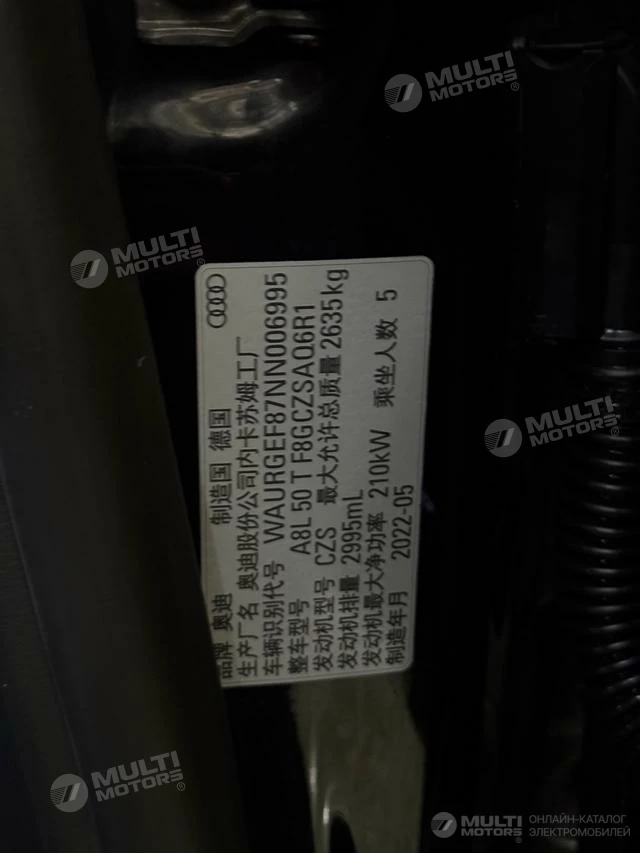 MULTI
MOTORS®
MULTI
MOTORS®
品牌 奥迪 制造国 德国
生产厂名 奥迪股份公司内卡苏姆工厂
车辆识别代号 WAURGEF87NN006995
整车型号 A8L 50 T F8GCZSAQ6R1
发动机型号 CZS 最大允许总质量 2635kg
发动机排量 2995mL
发动机最大净功率 210kW 乘坐人数 5
制造年月 2022-05
MULTI
MOTORS®
MULTI
MOTORS®
MULTI
MOTORS®
ОНЛАЙН-КАТАЛОГ
ЭЛЕКТРОМОБИЛЕЙ